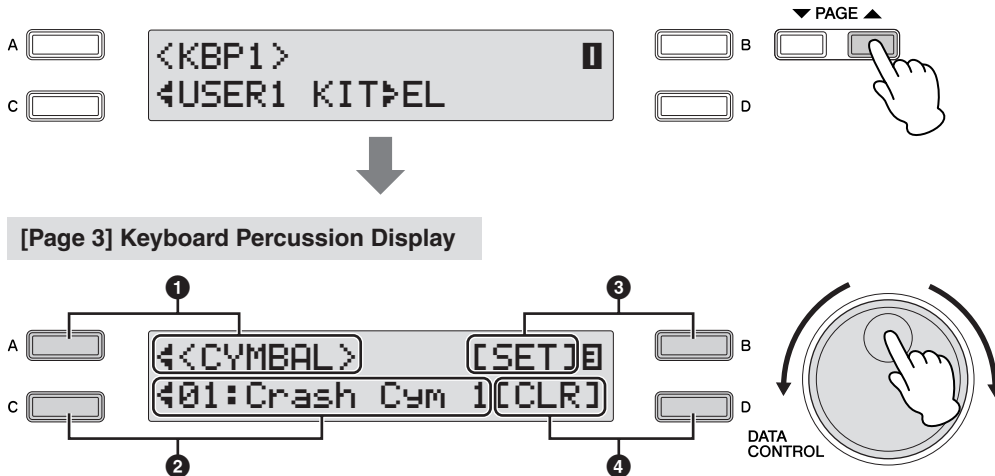 ▼ PAGE ▲
A
<KBP1>
1
B
C
◀USER1 KIT▶EL
D
[Page 3] Keyboard Percussion Display
1
3
A
◀<CYMBAL>
[SET]3
B
C
◀01:Crash Cym 1[CLR]
D
DATA
CONTROL
2
4